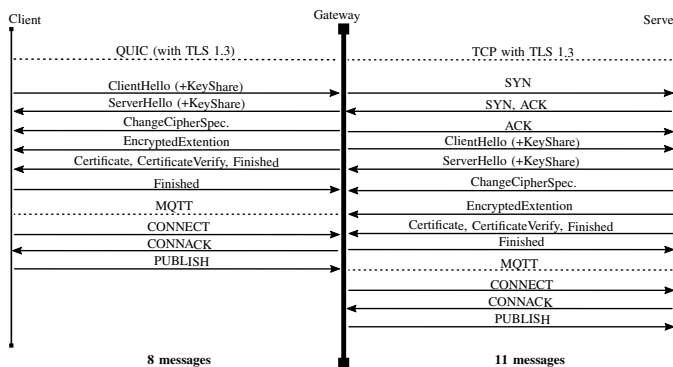 Client
Gateway
Serve
QUIC (with TLS 1.3)
ClientHello (+KeyShare)
ServerHello (+KeyShare)
ChangeCipherSpec.
EncryptedExtention
Certificate, CertificateVerify, Finished
Finished
MQTT
CONNECT
CONNACK
PUBLISH
8 messages
TCP with TLS 1.3
SYN
SYN, ACK
ACK
ClientHello (+KeyShare)
ServerHello (+KeyShare)
ChangeCipherSpec.
EncryptedExtention
Certificate, CertificateVerify, Finished
Finished
MQTT
CONNECT
CONNACK
PUBLISH
11 messages